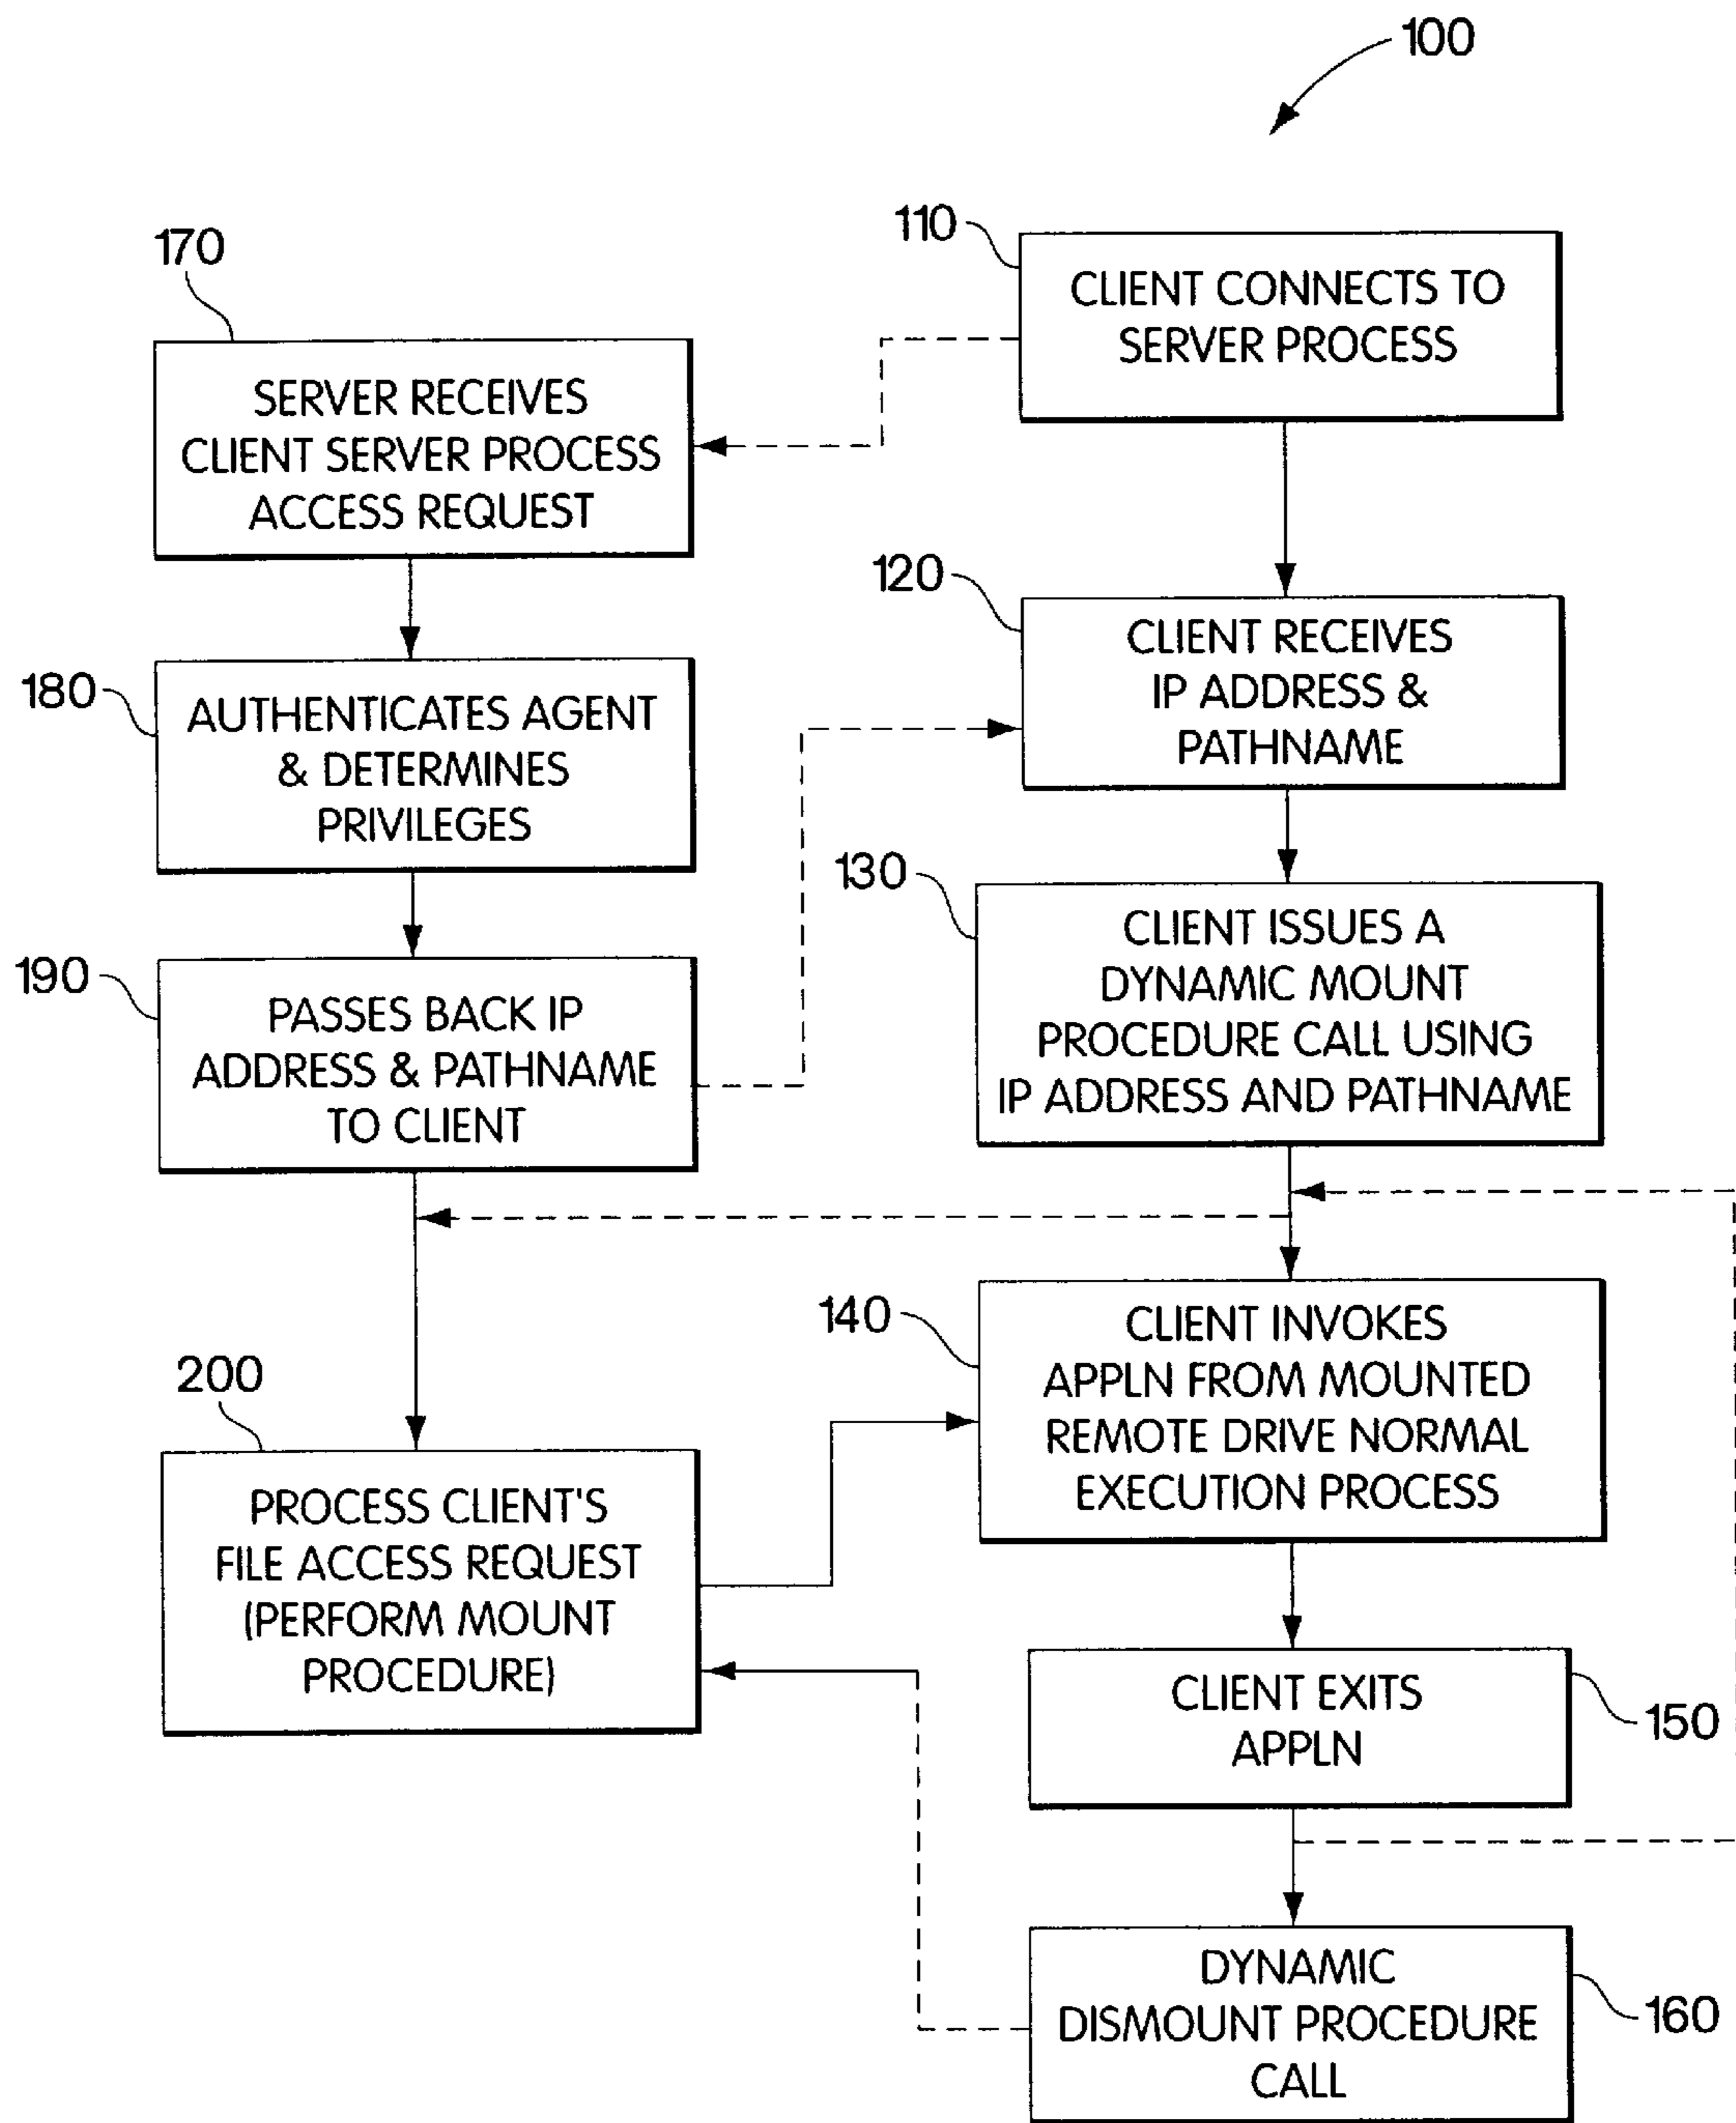 100
110
CLIENT CONNECTS TO
SERVER PROCESS
170
SERVER RECEIVES
CLIENT SERVER PROCESS
ACCESS REQUEST
120
CLIENT RECEIVES
IP ADDRESS &
PATHNAME
180
AUTHENTICATES AGENT
& DETERMINES
PRIVILEGES
130
CLIENT ISSUES A
DYNAMIC MOUNT
PROCEDURE CALL USING
IP ADDRESS AND PATHNAME
190
PASSES BACK IP
ADDRESS & PATHNAME
TO CLIENT
140
CLIENT INVOKES
APPLN FROM MOUNTED
REMOTE DRIVE NORMAL
EXECUTION PROCESS
200
PROCESS CLIENT'S
FILE ACCESS REQUEST
(PERFORM MOUNT
PROCEDURE)
CLIENT EXITS
APPLN
150
DYNAMIC
DISMOUNT PROCEDURE
CALL
160